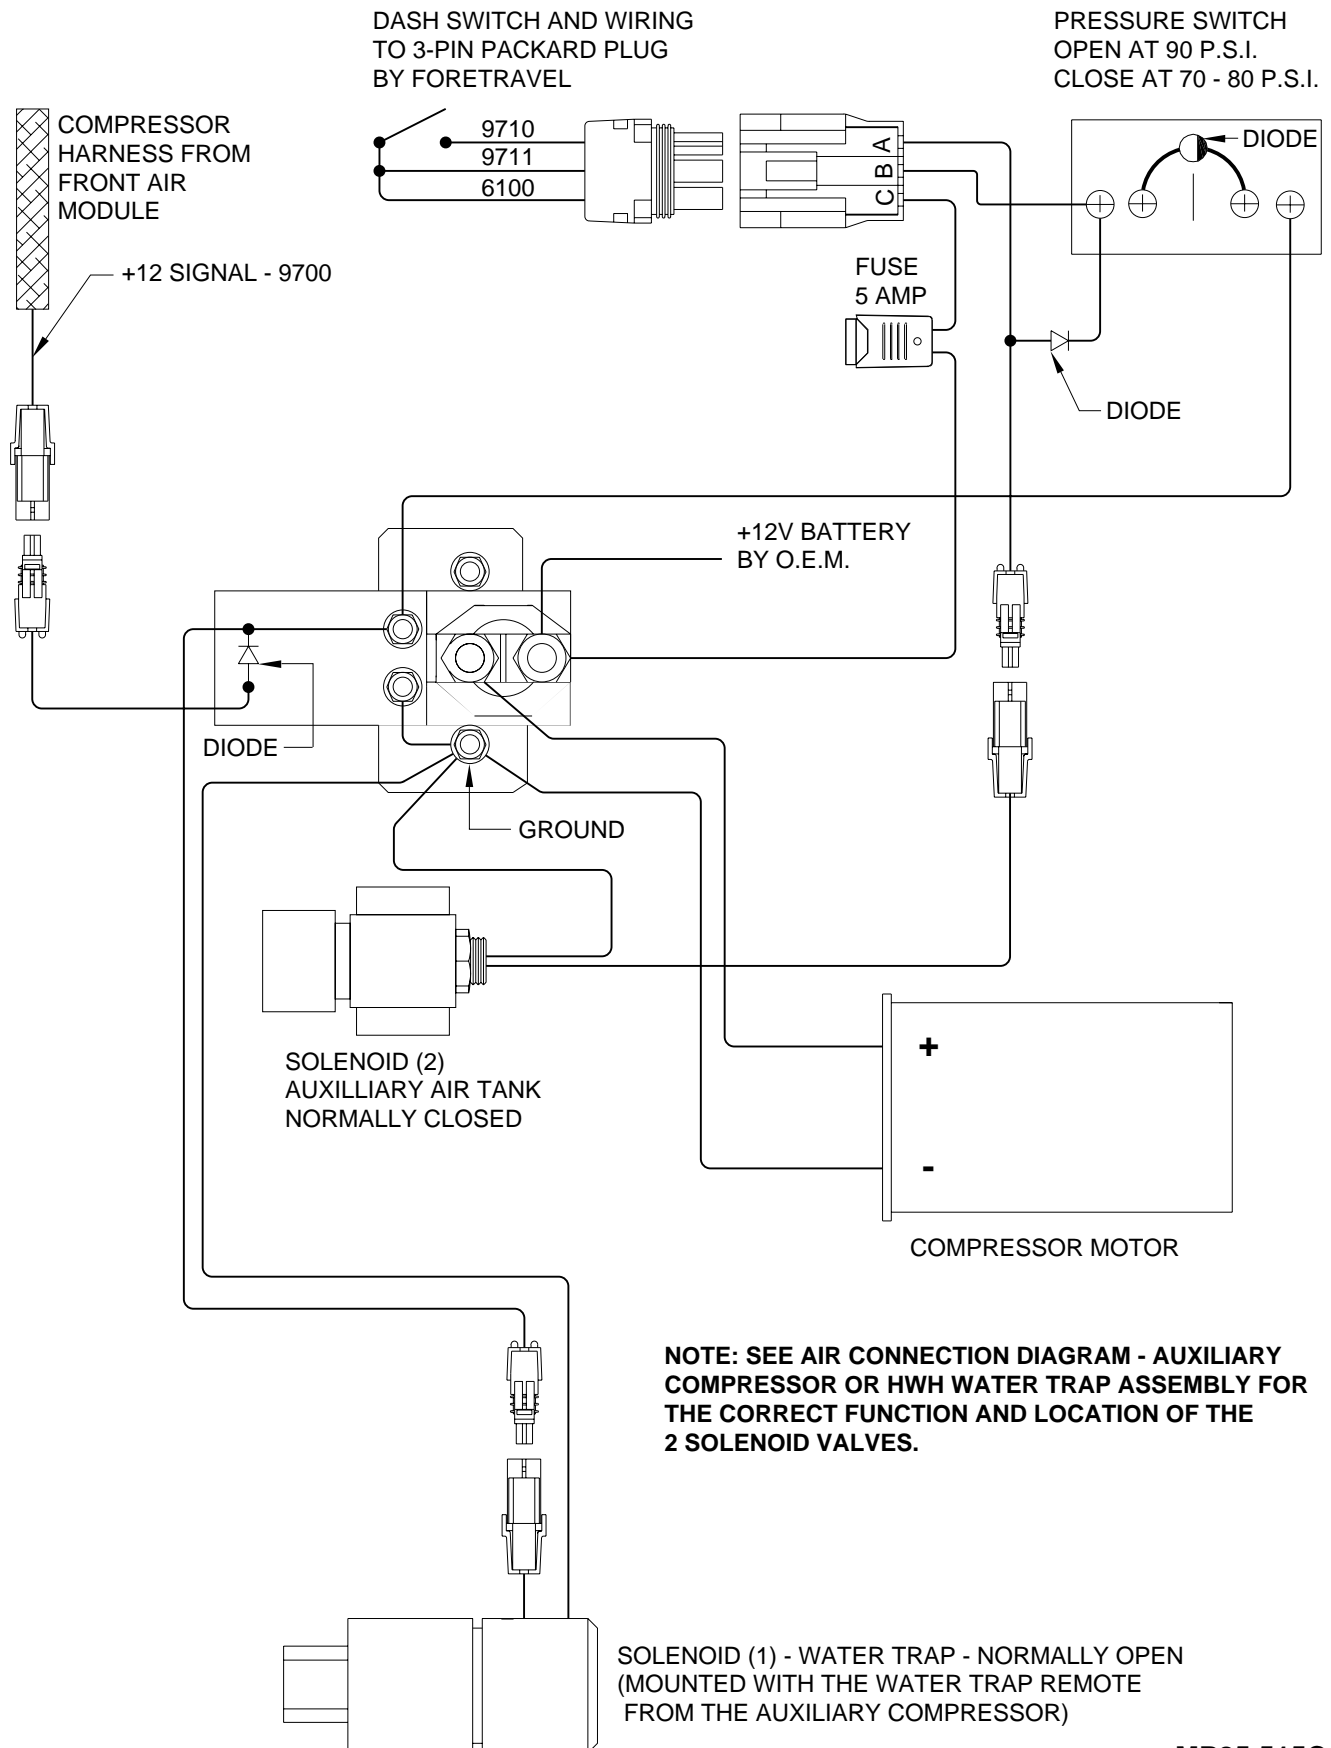 DASH SWITCH AND WIRING
TO 3-PIN PACKARD PLUG
BY FORETRAVEL
PRESSURE SWITCH
OPEN AT 90 P.S.I.
CLOSE AT 70 - 80 P.S.I.
COMPRESSOR
HARNESS FROM
FRONT AIR
MODULE
9710
9711
6100
A
B
C
DIODE
+12 SIGNAL - 9700
FUSE
5 AMP
DIODE
+12V BATTERY
BY O.E.M.
DIODE
GROUND
SOLENOID (2)
AUXILLIARY AIR TANK
NORMALLY CLOSED
+
-
COMPRESSOR MOTOR
NOTE: SEE AIR CONNECTION DIAGRAM - AUXILIARY
COMPRESSOR OR HWH WATER TRAP ASSEMBLY FOR
THE CORRECT FUNCTION AND LOCATION OF THE
2 SOLENOID VALVES.
SOLENOID (1) - WATER TRAP - NORMALLY OPEN
(MOUNTED WITH THE WATER TRAP REMOTE
FROM THE AUXILIARY COMPRESSOR)